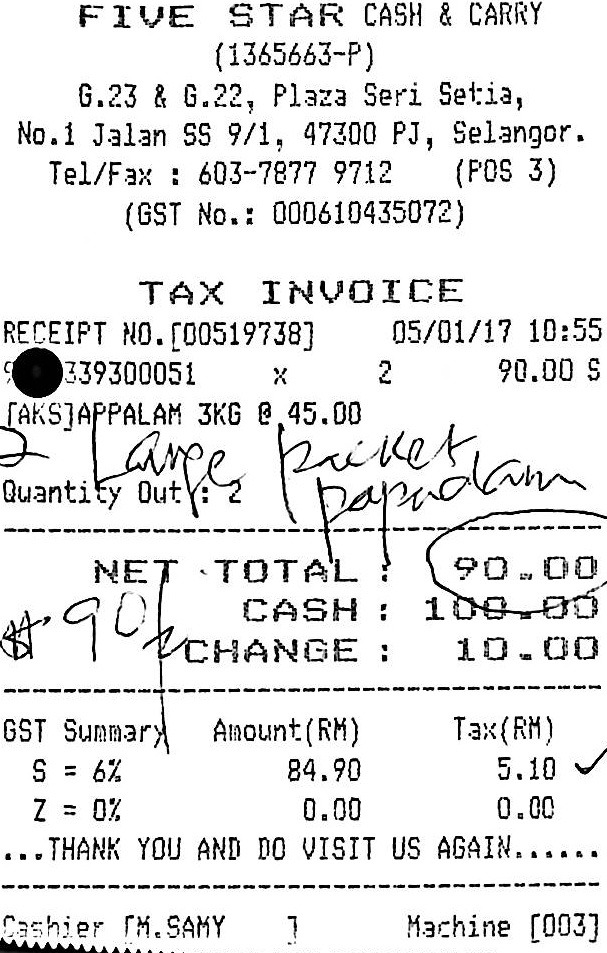 FIVE STAR CASH & CARRY
(1365663-P)
G.23 & G.22, Plaza Seri Setia,
No.1 Jalan SS 9/1, 47300 PJ, Selangor.
Tel/Fax : 603-7877 9712 (POS 3)
(GST No.: 000610435072)
TAX INVOICE
RECEIPT NO.[00519738] 05/01/17 10:55
339300051 x 2 90.00 S
[AKS]APPALAM 3KG @ 45.00
2 Large packet
papadam
Quantity Out : 2
NET TOTAL : 90.00
CASH : 100.00
90/
CHANGE : 10.00
GST Summary Amount(RM) Tax(RM)
S = 6% 84.90 5.10 ✓
Z = 0% 0.00 0.00
...THANK YOU AND DO VISIT US AGAIN......
Cashier [M.SAMY ] Machine [003]